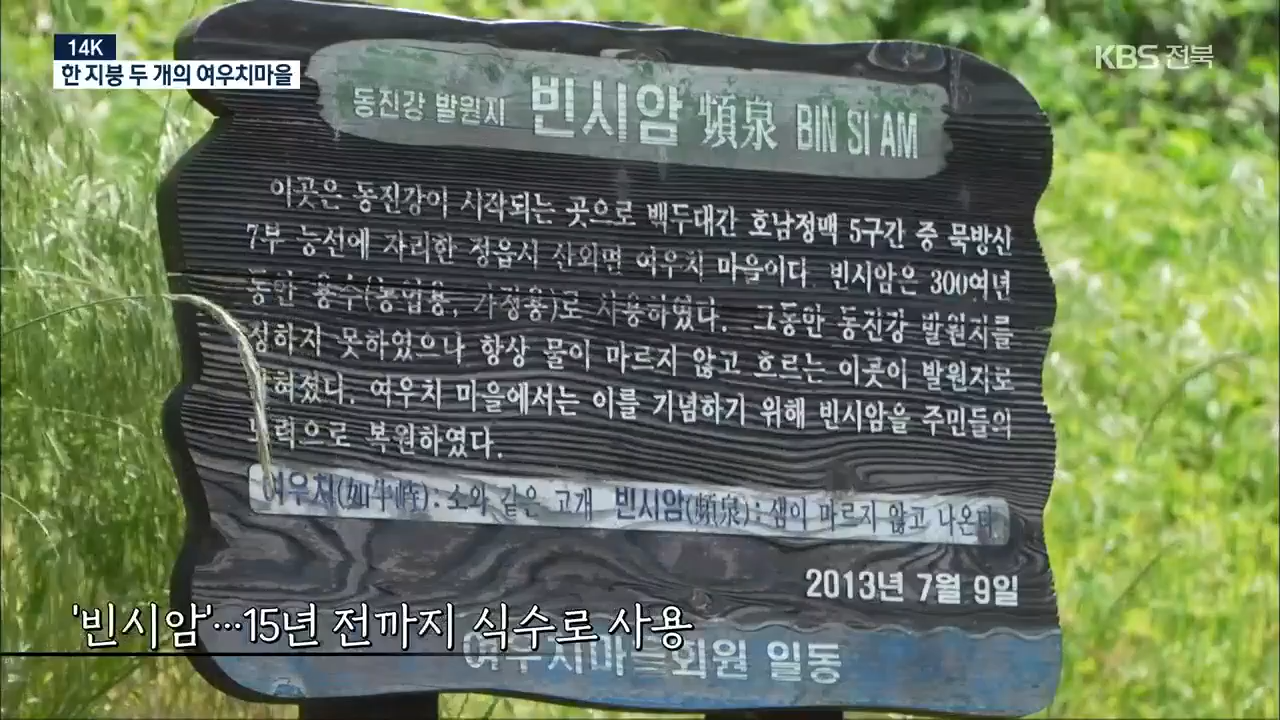 14K
한 지붕 두 개의 여우치마을
KBS 전북
동진강 발원지 빈시암 頻泉 BIN SI AM
이곳은 동진강이 시작되는 곳으로 백두대간 호남정맥 5구간 중 묵방산
7부 능선에 자리한 정읍시 산외면 여우치 마을이다. 빈시암은 300여년
동안 용수(농업용, 가정용)로 사용하였다. 그동안 동진강 발원지를
정하지 못하였으나 항상 물이 마르지 않고 흐르는 이곳이 발원지로
혀졌다. 여우치 마을에서는 이를 기념하기 위해 빈시암을 주민들의
력으로 복원하였다.
여우치(如牛峙) : 소와 같은 고개 빈시암(頻泉) : 샘이 마르지 않고 나온다
2013년 7월 9일
'빈시암'…15년 전까지 식수로 사용
여우치마을회원 일동